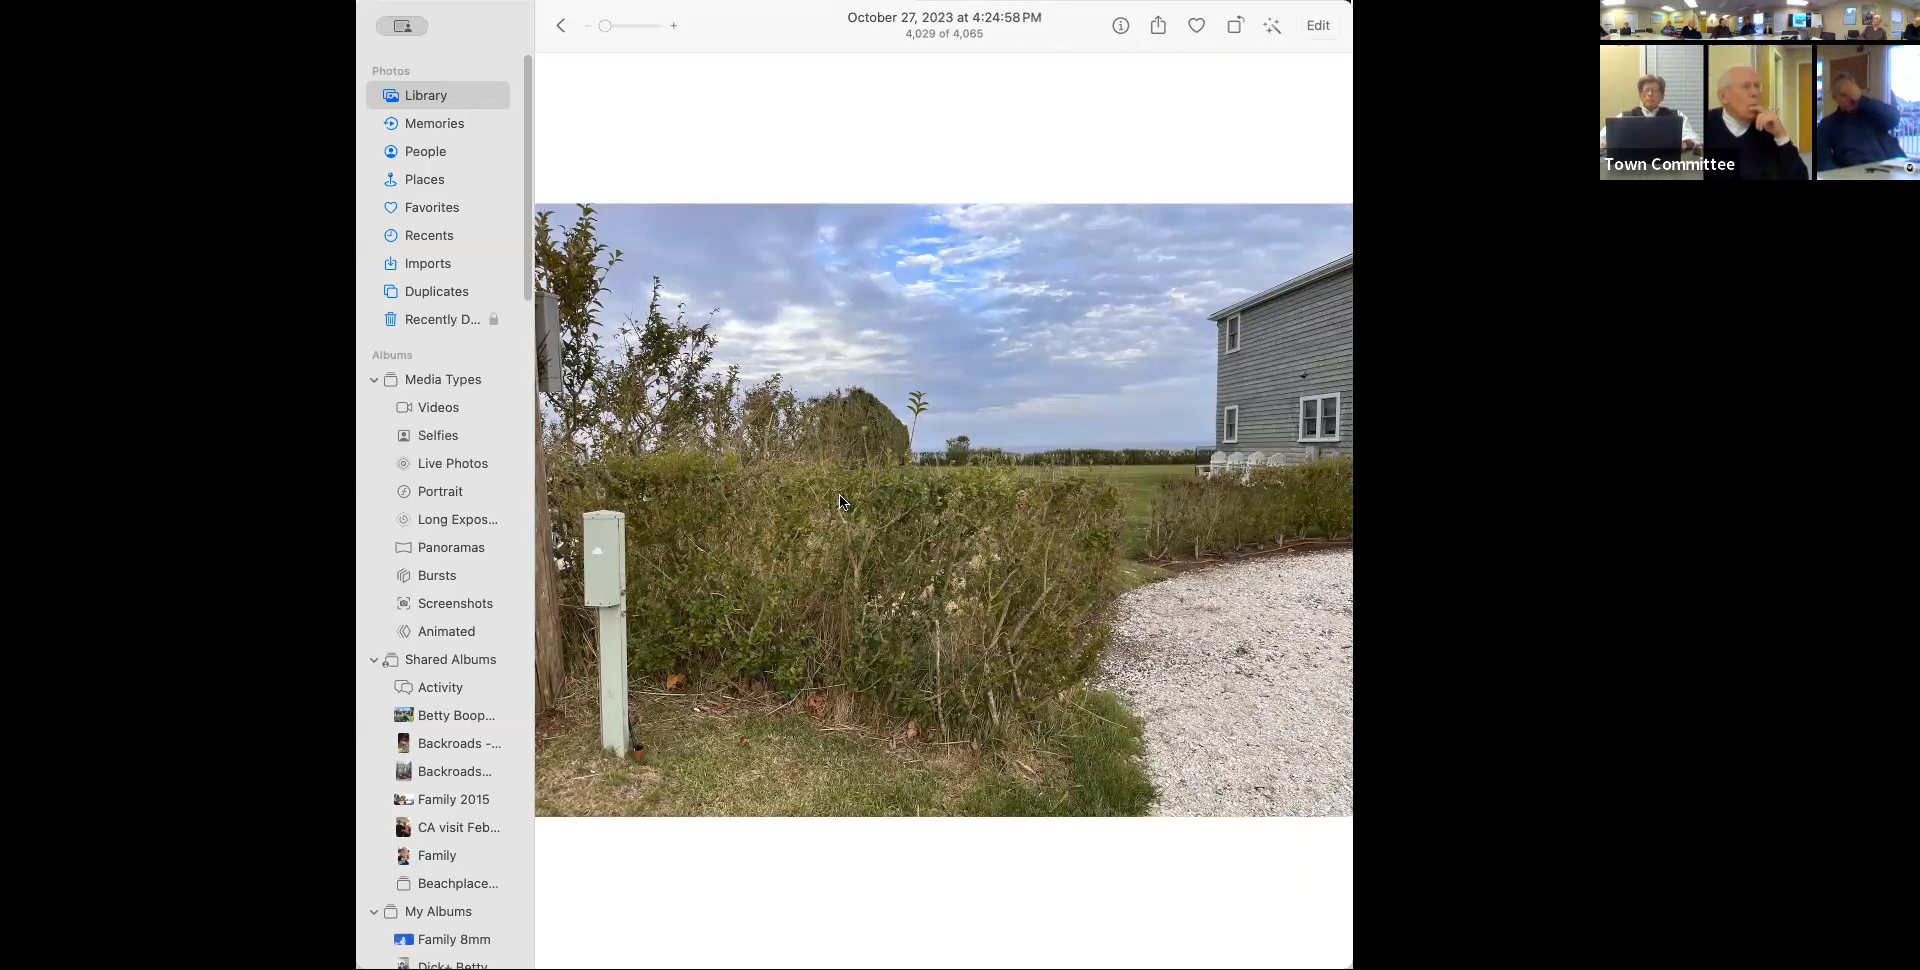 October 27, 2023 at 4:24:58 PM
4,029 of 4,065
Edit
Photos
Library
Memories
People
Places
Favorites
Recents
Imports
Duplicates
Recently D...
Albums
Media Types
Videos
Selfies
Live Photos
Portrait
Long Expos...
Panoramas
Bursts
Screenshots
Animated
Shared Albums
Activity
Betty Boop...
Backroads -...
Backroads...
Family 2015
CA visit Feb...
Family
Beachplace...
My Albums
Family 8mm
Dick+ Betty
Town Committee